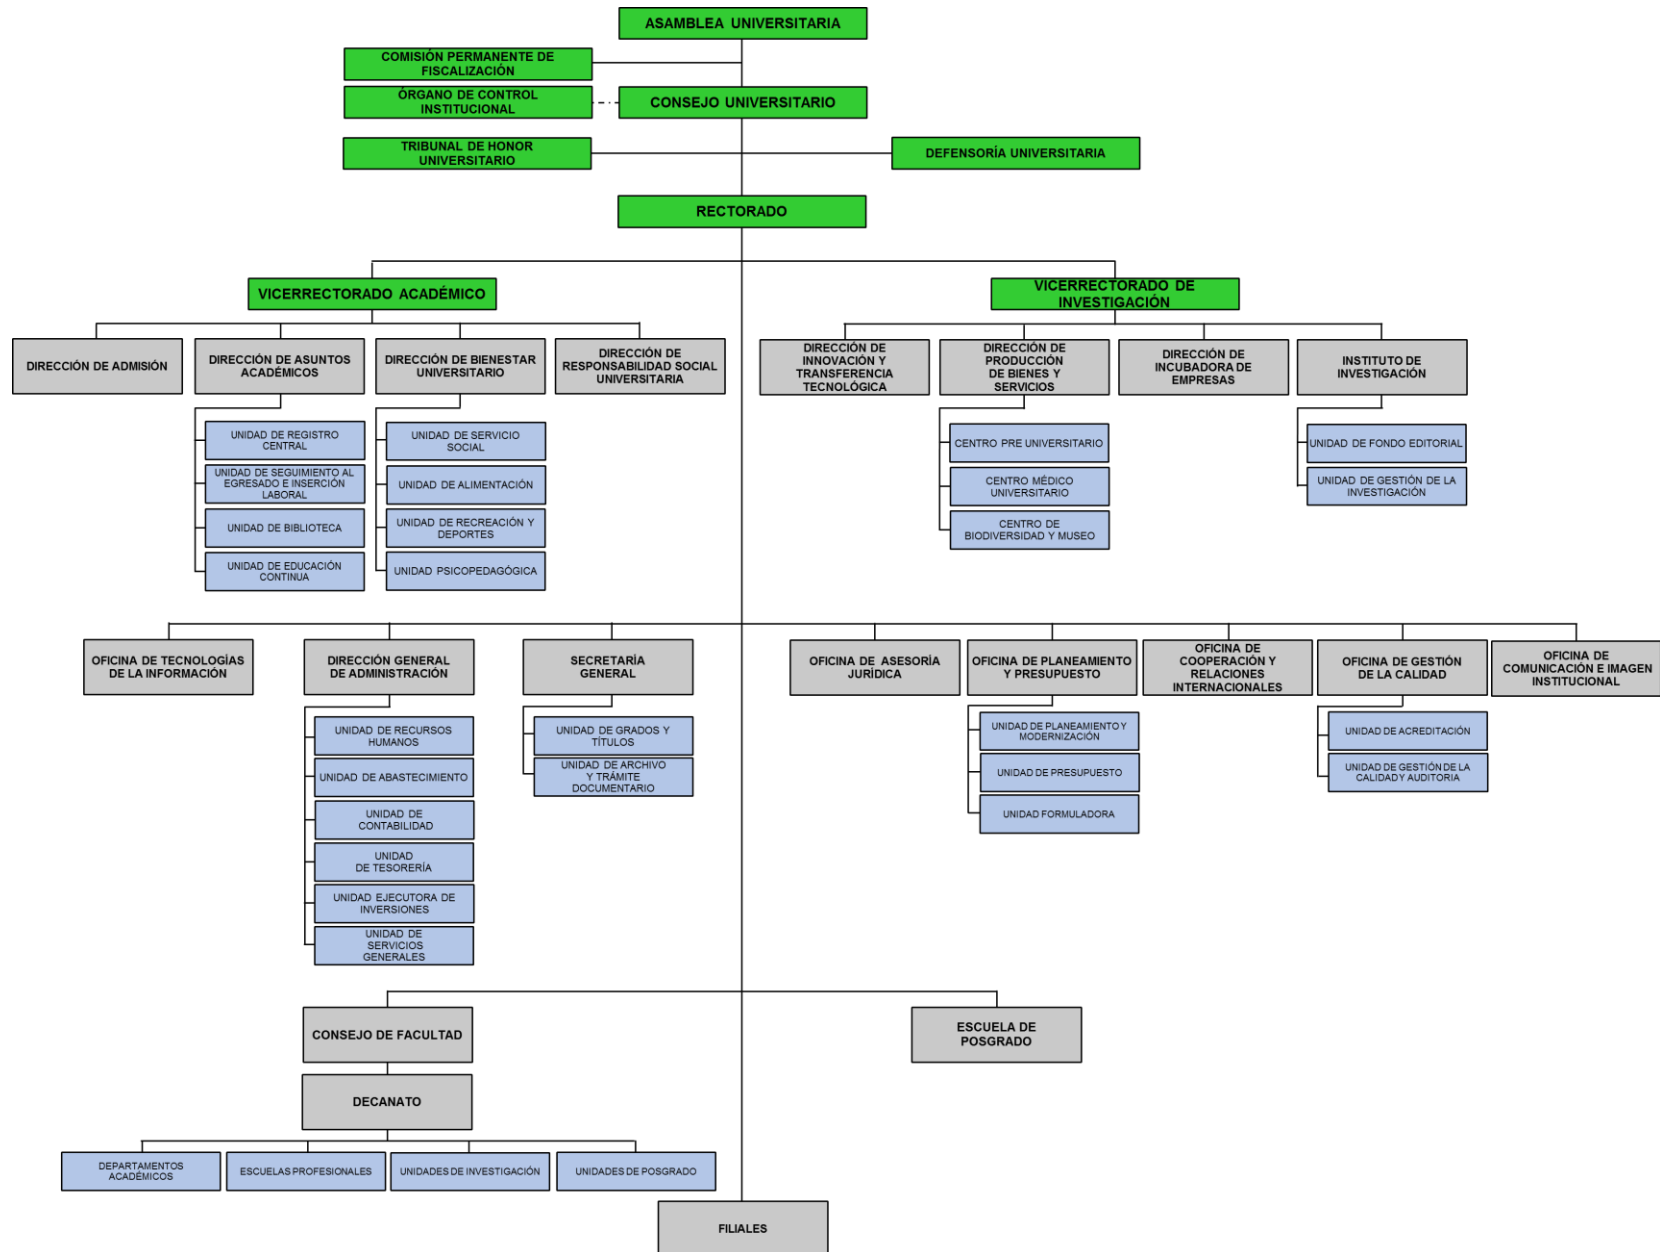 ASAMBLEA UNIVERSITARIA
COMISIÓN PERMANENTE DE
FISCALIZACIÓN
ÓRGANO DE CONTROL
INSTITUCIONAL
CONSEJO UNIVERSITARIO
TRIBUNAL DE HONOR
UNIVERSITARIO
DEFENSORÍA UNIVERSITARIA
RECTORADO
VICERRECTORADO ACADÉMICO
VICERRECTORADO DE
INVESTIGACIÓN
DIRECCIÓN DE ADMISIÓN
DIRECCIÓN DE ASUNTOS
ACADÉMICOS
DIRECCIÓN DE BIENESTAR
UNIVERSITARIO
DIRECCIÓN DE
RESPONSABILIDAD SOCIAL
UNIVERSITARIA
DIRECCIÓN DE
INNOVACIÓN Y
TRANSFERENCIA
TECNOLÓGICA
DIRECCIÓN DE
PRODUCCIÓN
DE BIENES Y
SERVICIOS
DIRECCIÓN DE
INCUBADORA DE
EMPRESAS
INSTITUTO DE
INVESTIGACIÓN
UNIDAD DE REGISTRO
CENTRAL
UNIDAD DE SEGUIMIENTO AL
EGRESADO E INSERCIÓN
LABORAL
UNIDAD DE BIBLIOTECA
UNIDAD DE EDUCACIÓN
CONTINUA
UNIDAD DE SERVICIO
SOCIAL
UNIDAD DE ALIMENTACIÓN
UNIDAD DE RECREACIÓN Y
DEPORTES
UNIDAD PSICOPEDAGÓGICA
CENTRO PRE UNIVERSITARIO
CENTRO MÉDICO
UNIVERSITARIO
CENTRO DE
BIODIVERSIDAD Y MUSEO
UNIDAD DE FONDO EDITORIAL
UNIDAD DE GESTIÓN DE LA
INVESTIGACIÓN
OFICINA DE TECNOLOGÍAS
DE LA INFORMACIÓN
DIRECCIÓN GENERAL
DE ADMINISTRACIÓN
SECRETARÍA
GENERAL
OFICINA DE ASESORÍA
JURÍDICA
OFICINA DE PLANEAMIENTO
Y PRESUPUESTO
OFICINA DE
COOPERACIÓN Y
RELACIONES
INTERNACIONALES
OFICINA DE GESTIÓN
DE LA CALIDAD
OFICINA DE
COMUNICACIÓN E IMAGEN
INSTITUCIONAL
UNIDAD DE RECURSOS
HUMANOS
UNIDAD DE ABASTECIMIENTO
UNIDAD DE
CONTABILIDAD
UNIDAD
DE TESORERÍA
UNIDAD EJECUTORA DE
INVERSIONES
UNIDAD DE
SERVICIOS
GENERALES
UNIDAD DE GRADOS Y
TÍTULOS
UNIDAD DE ARCHIVO
Y TRÁMITE
DOCUMENTARIO
UNIDAD DE PLANEAMIENTO Y
MODERNIZACIÓN
UNIDAD DE PRESUPUESTO
UNIDAD FORMULADORA
UNIDAD DE ACREDITACIÓN
UNIDAD DE GESTIÓN DE LA
CALIDAD Y AUDITORIA
CONSEJO DE FACULTAD
ESCUELA DE
POSGRADO
DECANATO
DEPARTAMENTOS
ACADÉMICOS
ESCUELAS PROFESIONALES
UNIDADES DE INVESTIGACIÓN
UNIDADES DE POSGRADO
FILIALES